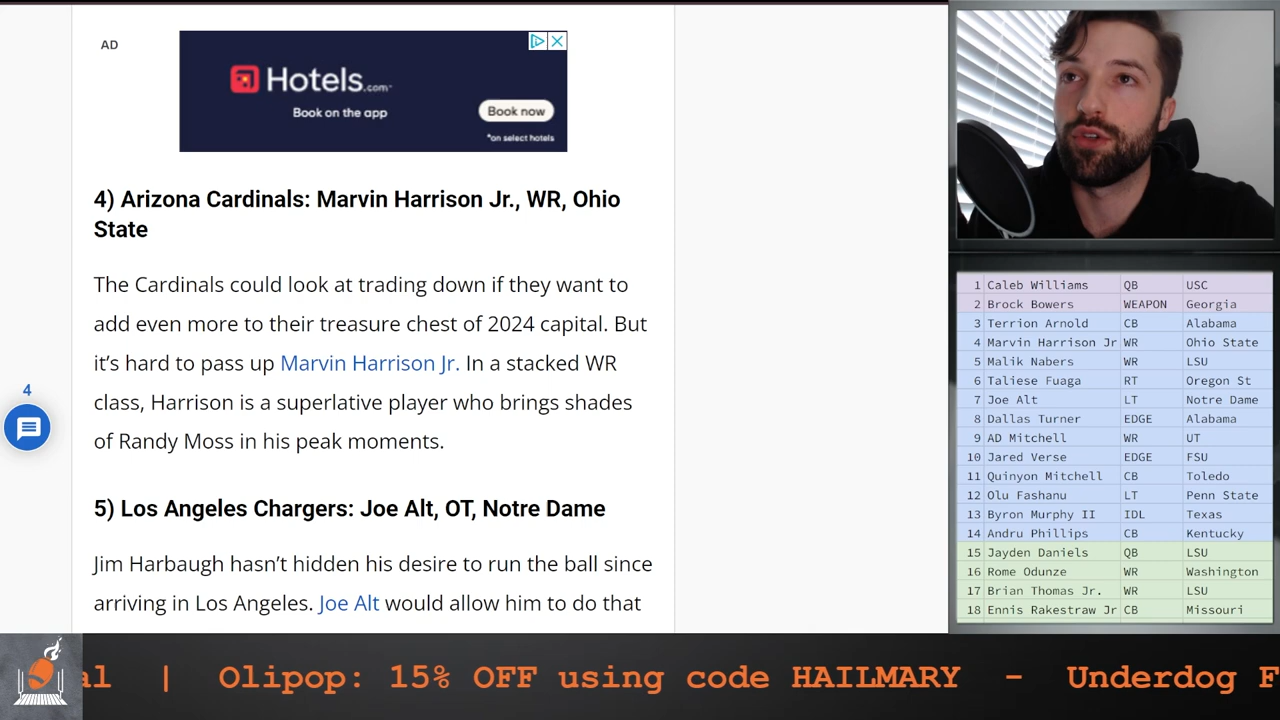 AD
Hotels.com
Book on the app
Book now
*on select hotels
4) Arizona Cardinals: Marvin Harrison Jr., WR, Ohio
State
The Cardinals could look at trading down if they want to
add even more to their treasure chest of 2024 capital. But
it’s hard to pass up Marvin Harrison Jr. In a stacked WR
class, Harrison is a superlative player who brings shades
of Randy Moss in his peak moments.
4
5) Los Angeles Chargers: Joe Alt, OT, Notre Dame
Jim Harbaugh hasn’t hidden his desire to run the ball since
arriving in Los Angeles. Joe Alt would allow him to do that
1 Caleb Williams QB USC
2 Brock Bowers WEAPON Georgia
3 Terrion Arnold CB Alabama
4 Marvin Harrison Jr WR Ohio State
5 Malik Nabers WR LSU
6 Taliese Fuaga RT Oregon St
7 Joe Alt LT Notre Dame
8 Dallas Turner EDGE Alabama
9 AD Mitchell WR UT
10 Jared Verse EDGE FSU
11 Quinyon Mitchell CB Toledo
12 Olu Fashanu LT Penn State
13 Byron Murphy II IDL Texas
14 Andru Phillips CB Kentucky
15 Jayden Daniels QB LSU
16 Rome Odunze WR Washington
17 Brian Thomas Jr. WR LSU
18 Ennis Rakestraw Jr CB Missouri
al | Olipop: 15% OFF using code HAILMARY - Underdog F